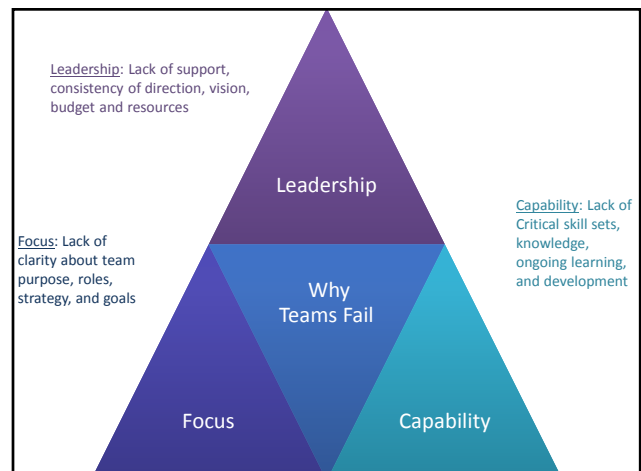 Leadership: Lack of support,
consistency of direction, vision,
budget and resources
Leadership
Capability: Lack of
Critical skill sets,
knowledge,
ongoing learning,
and development
Focus: Lack of
clarity about team
purpose, roles,
strategy, and goals
Why
Teams Fail
Focus
Capability